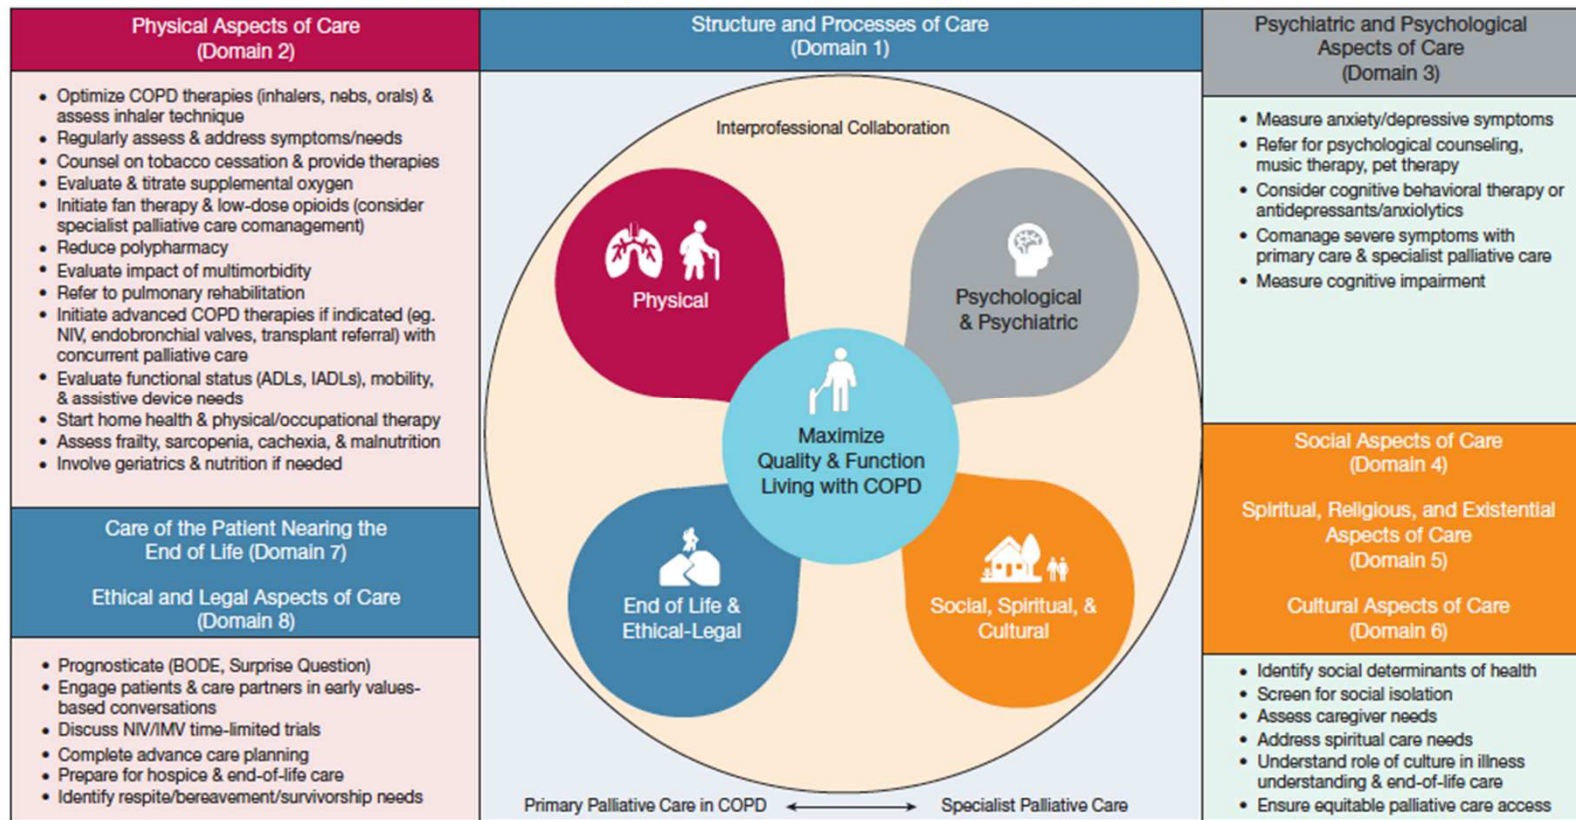 Physical Aspects of Care
(Domain 2)
• Optimize COPD therapies (inhalers, nebs, orals) &
assess inhaler technique
• Regularly assess & address symptoms/needs
• Counsel on tobacco cessation & provide therapies
• Evaluate & titrate supplemental oxygen
• Initiate fan therapy & low-dose opioids (consider
specialist palliative care comanagement)
• Reduce polypharmacy
• Evaluate impact of multimorbidity
• Refer to pulmonary rehabilitation
• Initiate advanced COPD therapies if indicated (eg.
NIV, endobronchial valves, transplant referral) with
concurrent palliative care
• Evaluate functional status (ADLs, IADLs), mobility,
& assistive device needs
• Start home health & physical/occupational therapy
• Assess frailty, sarcopenia, cachexia, & malnutrition
• Involve geriatrics & nutrition if needed
Care of the Patient Nearing the
End of Life (Domain 7)
Ethical and Legal Aspects of Care
(Domain 8)
• Prognosticate (BODE, Surprise Question)
• Engage patients & care partners in early values-
based conversations
• Discuss NIV/IMV time-limited trials
• Complete advance care planning
• Prepare for hospice & end-of-life care
• Identify respite/bereavement/survivorship needs
Structure and Processes of Care
(Domain 1)
Interprofessional Collaboration
Physical
Psychological
& Psychiatric
Maximize
Quality & Function
Living with COPD
End of Life &
Ethical-Legal
Social, Spiritual, &
Cultural
Primary Palliative Care in COPD
Specialist Palliative Care
Psychiatric and Psychological
Aspects of Care
(Domain 3)
• Measure anxiety/depressive symptoms
• Refer for psychological counseling,
music therapy, pet therapy
• Consider cognitive behavioral therapy or
antidepressants/anxiolytics
• Comanage severe symptoms with
primary care & specialist palliative care
• Measure cognitive impairment
Social Aspects of Care
(Domain 4)
Spiritual, Religious, and Existential
Aspects of Care
(Domain 5)
Cultural Aspects of Care
(Domain 6)
• Identify social determinants of health
• Screen for social isolation
• Assess caregiver needs
• Address spiritual care needs
• Understand role of culture in illness
understanding & end-of-life care
• Ensure equitable palliative care access